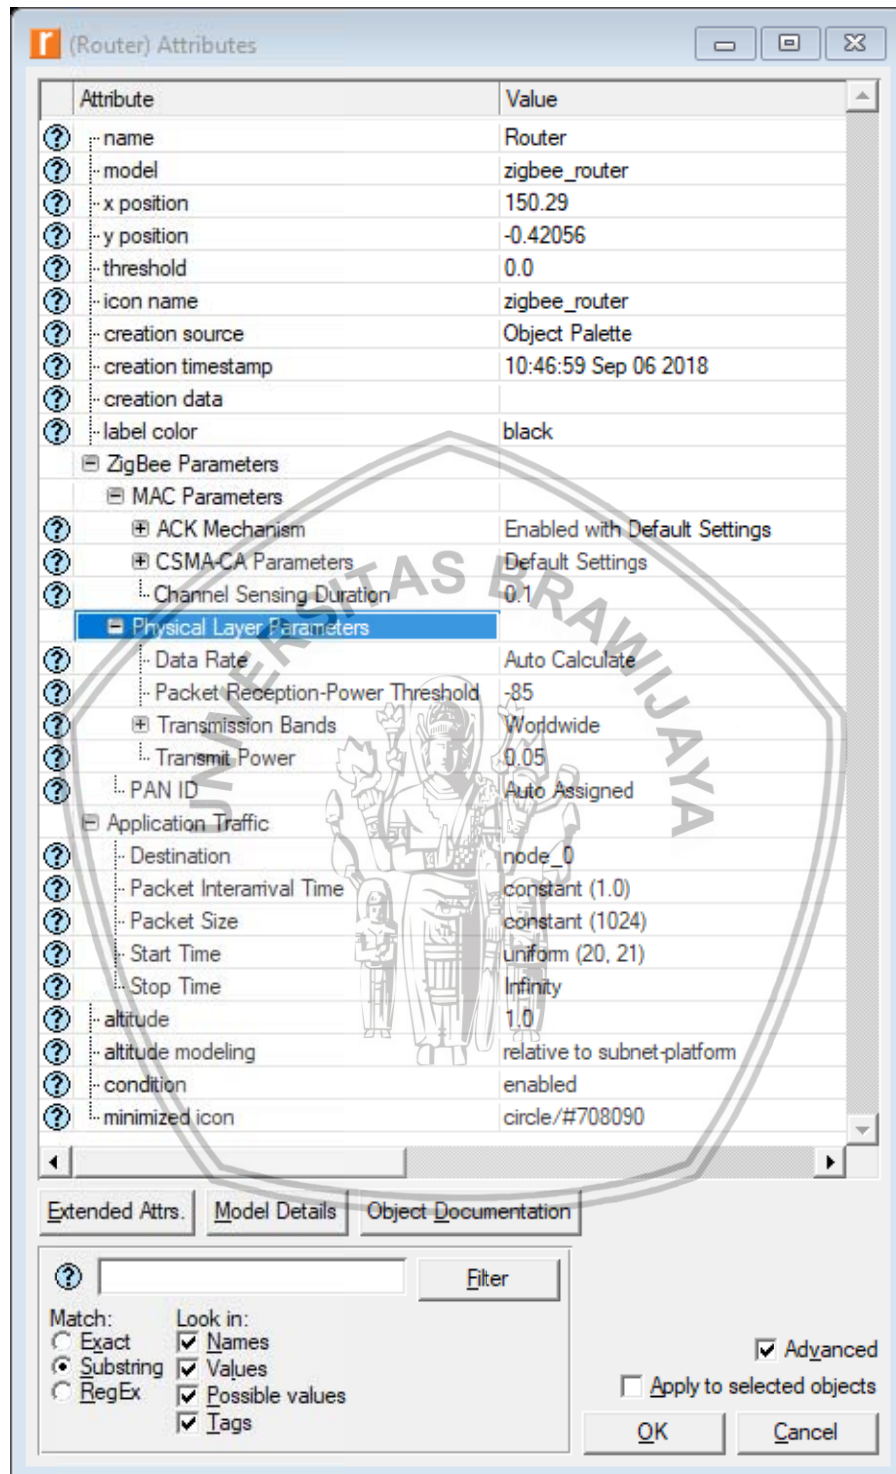 (Router) Attributes
Attribute Value
name Router
model zigbee_router
x position 150.29
y position -0.42056
threshold 0.0
icon name zigbee_router
creation source Object Palette
creation timestamp 10:46:59 Sep 06 2018
creation data
label color black
ZigBee Parameters
MAC Parameters
ACK Mechanism Enabled with Default Settings
CSMA-CA Parameters Default Settings
Channel Sensing Duration 0.1
Physical Layer Parameters
Data Rate Auto Calculate
Packet Reception-Power Threshold -85
Transmission Bands Worldwide
Transmit Power 0.05
PAN ID Auto Assigned
Application Traffic
Destination node_0
Packet Interarrival Time constant (1.0)
Packet Size constant (1024)
Start Time uniform (20, 21)
Stop Time Infinity
altitude 1.0
altitude modeling relative to subnet-platform
condition enabled
minimized icon circle/#708090
UNIVERSITAS BRAWIJAYA
Extended Attrs. Model Details Object Documentation
Filter
Match: Look in:
Exact Names
Substring Values
RegEx Possible values
Tags
Advanced
Apply to selected objects
OK Cancel